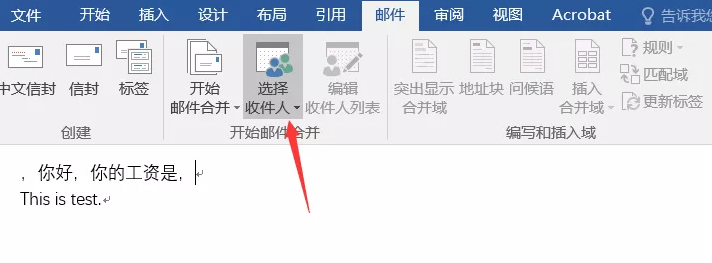 文件 开始 插入 设计 布局 引用 邮件 审阅 视图 Acrobat 告诉我您
中文信封 信封 标签 开始 邮件合并 选择 收件人 编辑 收件人列表 突出显示 合并域 地址块 问候语 插入 合并域 规则 匹配域 更新标签
创建 开始邮件合并 编写和插入域
，你好，你的工资是，
This is test.